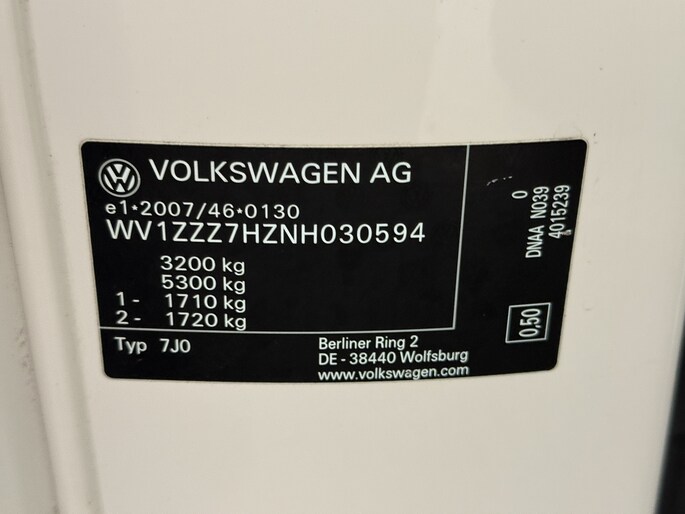 VOLKSWAGEN AG
e1*2007/46*0130
WV1ZZZ7HZNH030594
3200 kg
5300 kg
1 - 1710 kg
2 - 1720 kg
Typ 7J0
Berliner Ring 2
DE - 38440 Wolfsburg
www.volkswagen.com
0
DNAA N039
4015239
0,50